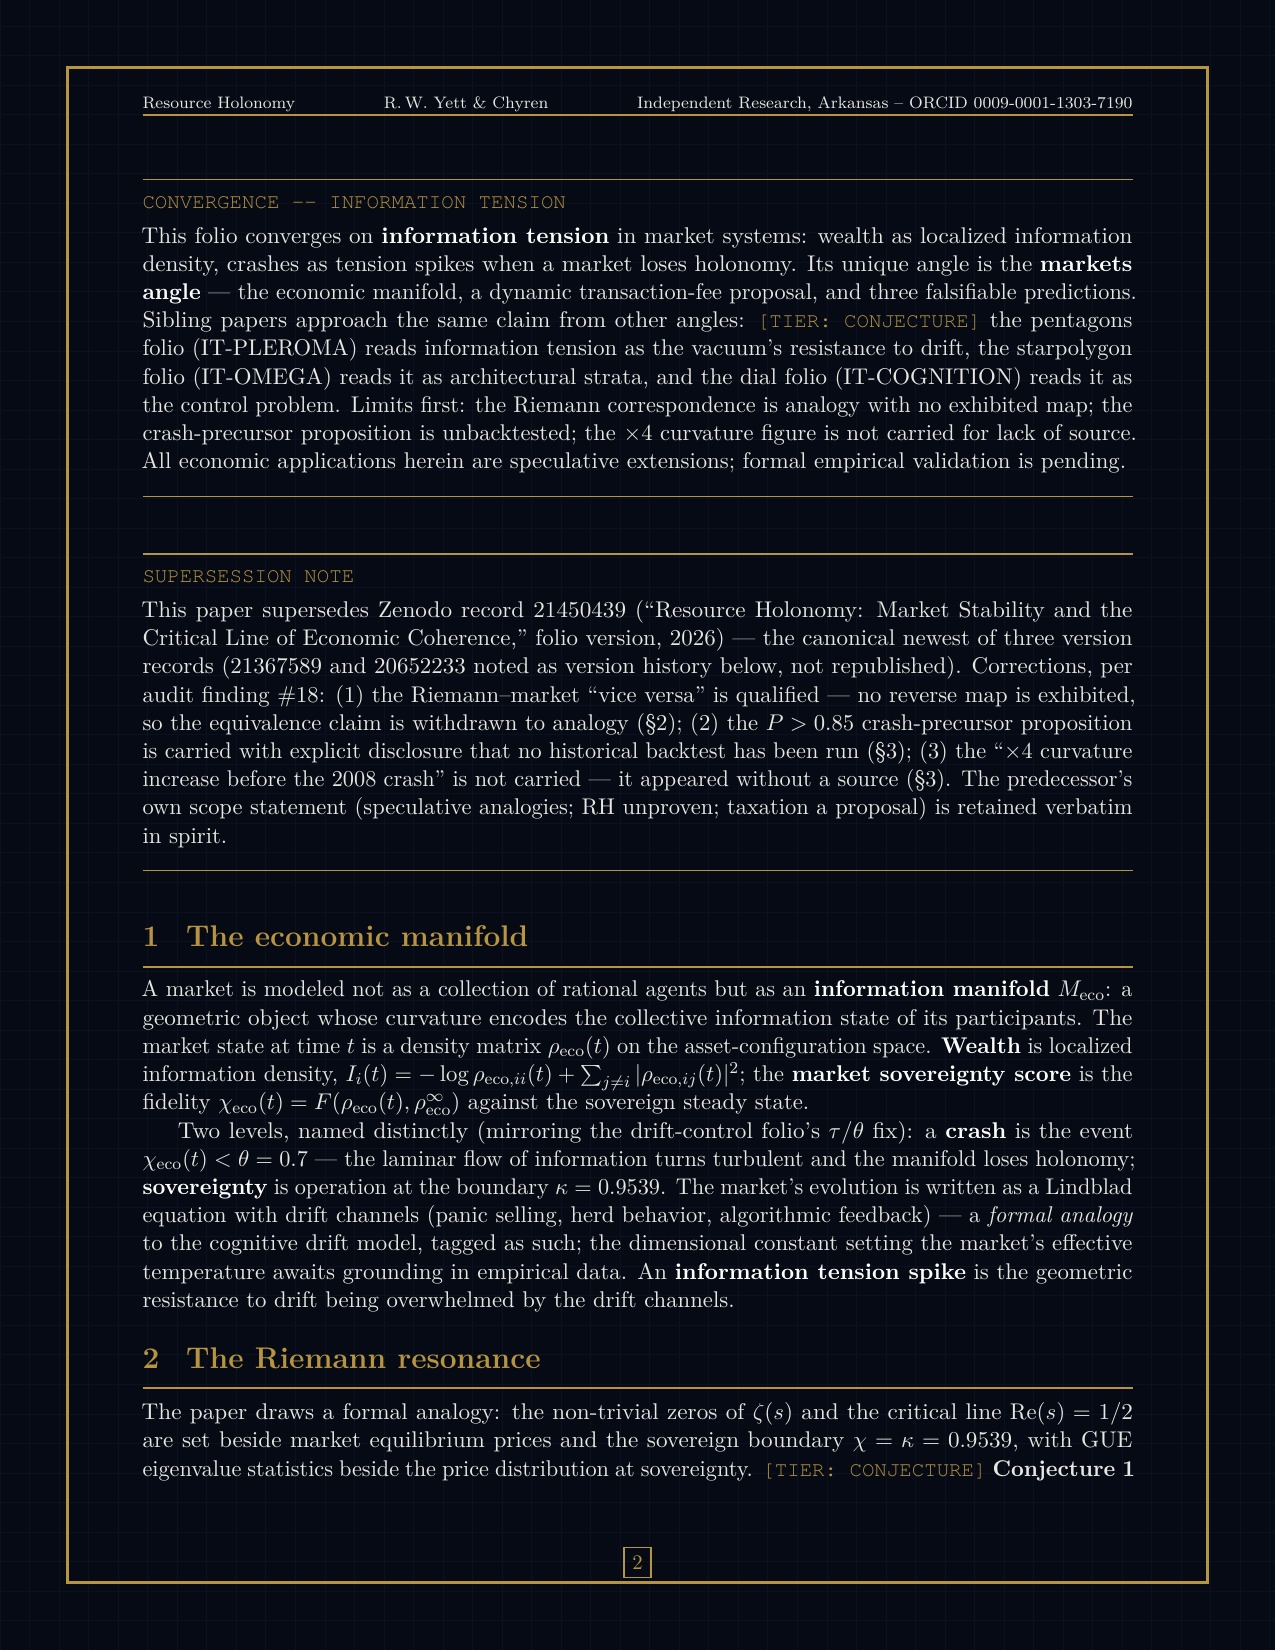 Resource Holonomy R. W. Yett & Chyren Independent Research, Arkansas – ORCID 0009-0001-1303-7190
CONVERGENCE -- INFORMATION TENSION
This folio converges on information tension in market systems: wealth as localized information
density, crashes as tension spikes when a market loses holonomy. Its unique angle is the markets
angle — the economic manifold, a dynamic transaction-fee proposal, and three falsifiable predictions.
Sibling papers approach the same claim from other angles: [TIER: CONJECTURE] the pentagons
folio (IT-PLEROMA) reads information tension as the vacuum's resistance to drift, the starpolygon
folio (IT-OMEGA) reads it as architectural strata, and the dial folio (IT-COGNITION) reads it as
the control problem. Limits first: the Riemann correspondence is analogy with no exhibited map; the
crash-precursor proposition is unbacktested; the ×4 curvature figure is not carried for lack of source.
All economic applications herein are speculative extensions; formal empirical validation is pending.
SUPERSESSION NOTE
This paper supersedes Zenodo record 21450439 (“Resource Holonomy: Market Stability and the
Critical Line of Economic Coherence,” folio version, 2026) — the canonical newest of three version
records (21367589 and 20652233 noted as version history below, not republished). Corrections, per
audit finding #18: (1) the Riemann–market “vice versa” is qualified — no reverse map is exhibited,
so the equivalence claim is withdrawn to analogy (§2); (2) the P > 0.85 crash-precursor proposition
is carried with explicit disclosure that no historical backtest has been run (§3); (3) the “×4 curvature
increase before the 2008 crash” is not carried — it appeared without a source (§3). The predecessor's
own scope statement (speculative analogies; RH unproven; taxation a proposal) is retained verbatim
in spirit.
1 The economic manifold
A market is modeled not as a collection of rational agents but as an information manifold M_eco: a
geometric object whose curvature encodes the collective information state of its participants. The
market state at time t is a density matrix ρ_eco(t) on the asset-configuration space. Wealth is localized
information density, I_i(t) = − log ρ_eco,ii(t) + ∑_j≠i |ρ_eco,ij(t)|²; the market sovereignty score is the
fidelity χ_eco(t) = F(ρ_eco(t), ρ^∞_eco) against the sovereign steady state.
Two levels, named distinctly (mirroring the drift-control folio's τ/θ fix): a crash is the event
χ_eco(t) < θ = 0.7 — the laminar flow of information turns turbulent and the manifold loses holonomy;
sovereignty is operation at the boundary κ = 0.9539. The market's evolution is written as a Lindblad
equation with drift channels (panic selling, herd behavior, algorithmic feedback) — a formal analogy
to the cognitive drift model, tagged as such; the dimensional constant setting the market's effective
temperature awaits grounding in empirical data. An information tension spike is the geometric
resistance to drift being overwhelmed by the drift channels.
2 The Riemann resonance
The paper draws a formal analogy: the non-trivial zeros of ζ(s) and the critical line Re(s) = 1/2
are set beside market equilibrium prices and the sovereign boundary χ = κ = 0.9539, with GUE
eigenvalue statistics beside the price distribution at sovereignty. [TIER: CONJECTURE] Conjecture 1
2